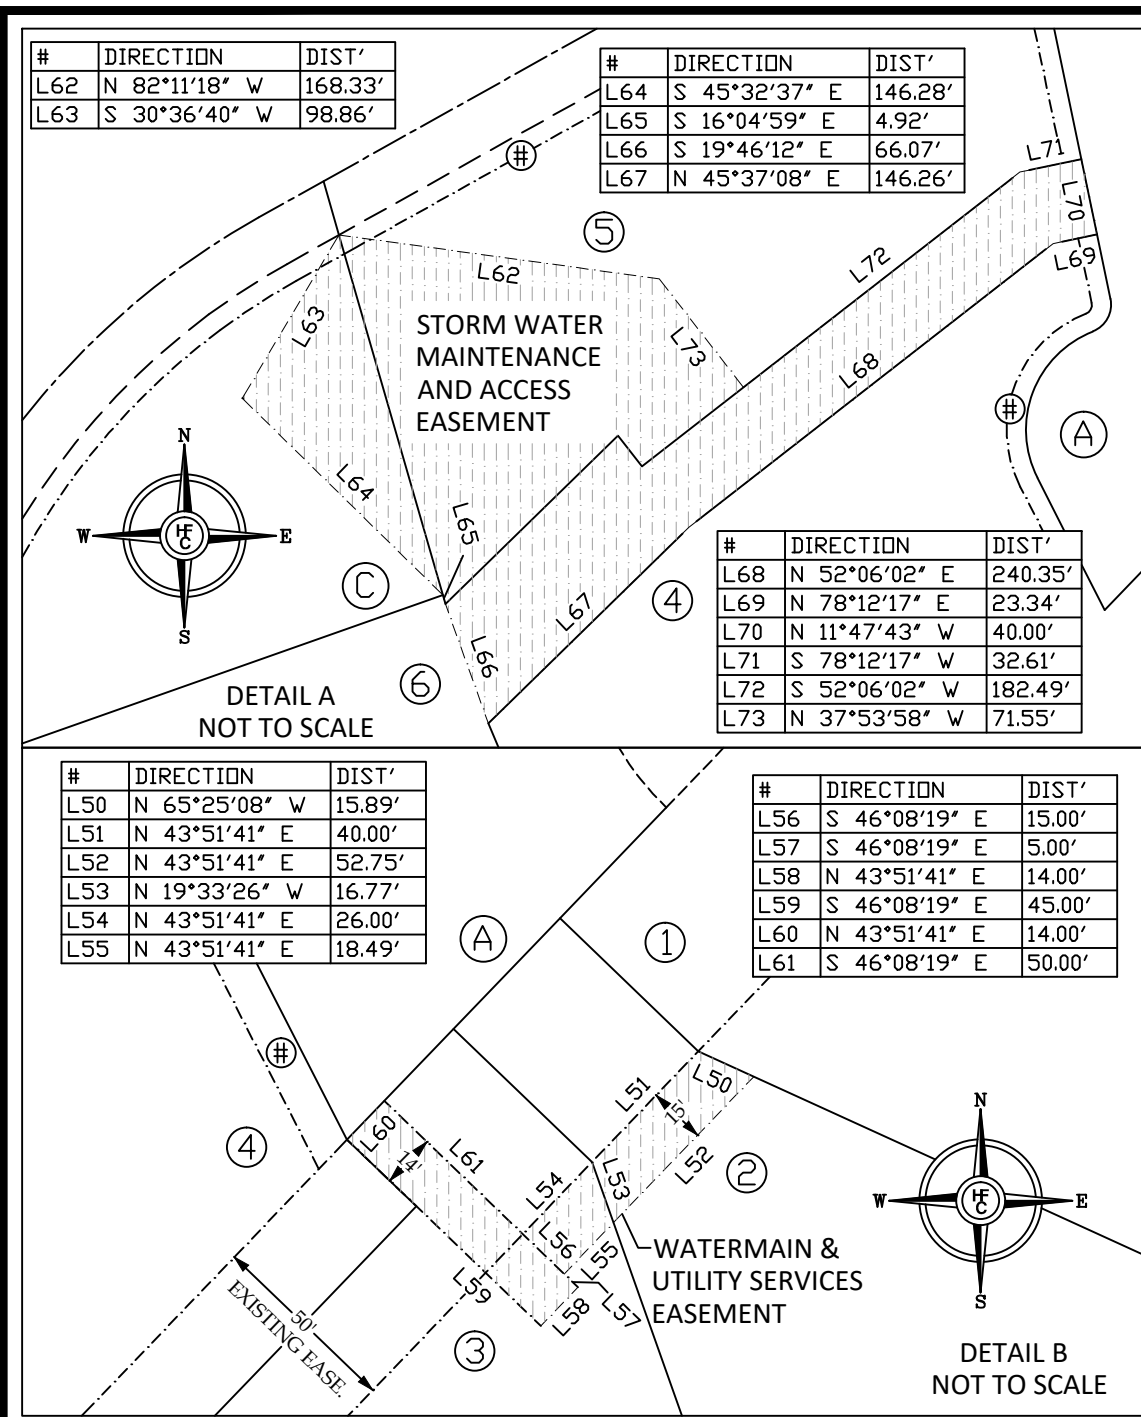 # DIRECTION DIST'
L62 N 82°11'18" W 168.33'
L63 S 30°36'40" W 98.86'
# DIRECTION DIST'
L64 S 45°32'37" E 146.28'
L65 S 16°04'59" E 4.92'
L66 S 19°46'12" E 66.07'
L67 N 45°37'08" E 146.26'
#
5
L71
L70
L69
L72
L62
L63
L73
L68
STORM WATER
MAINTENANCE
AND ACCESS
EASEMENT
#
A
N
W E
S
HFC
L64
L65
C
L67
4
L66
6
DETAIL A
NOT TO SCALE
# DIRECTION DIST'
L68 N 52°06'02" E 240.35'
L69 N 78°12'17" E 23.34'
L70 N 11°47'43" W 40.00'
L71 S 78°12'17" W 32.61'
L72 S 52°06'02" W 182.49'
L73 N 37°53'58" W 71.55'
# DIRECTION DIST'
L50 N 65°25'08" W 15.89'
L51 N 43°51'41" E 40.00'
L52 N 43°51'41" E 52.75'
L53 N 19°33'26" W 16.77'
L54 N 43°51'41" E 26.00'
L55 N 43°51'41" E 18.49'
# DIRECTION DIST'
L56 S 46°08'19" E 15.00'
L57 S 46°08'19" E 5.00'
L58 N 43°51'41" E 14.00'
L59 S 46°08'19" E 45.00'
L60 N 43°51'41" E 14.00'
L61 S 46°08'19" E 50.00'
A
1
#
4
L50
L51
15'
L52
2
L60
14'
L61
L54
L53
L56
L55
L59
L58
L57
3
50'
EXISTING EASE.
WATERMAIN &
UTILITY SERVICES
EASEMENT
N
W E
S
HFC
DETAIL B
NOT TO SCALE